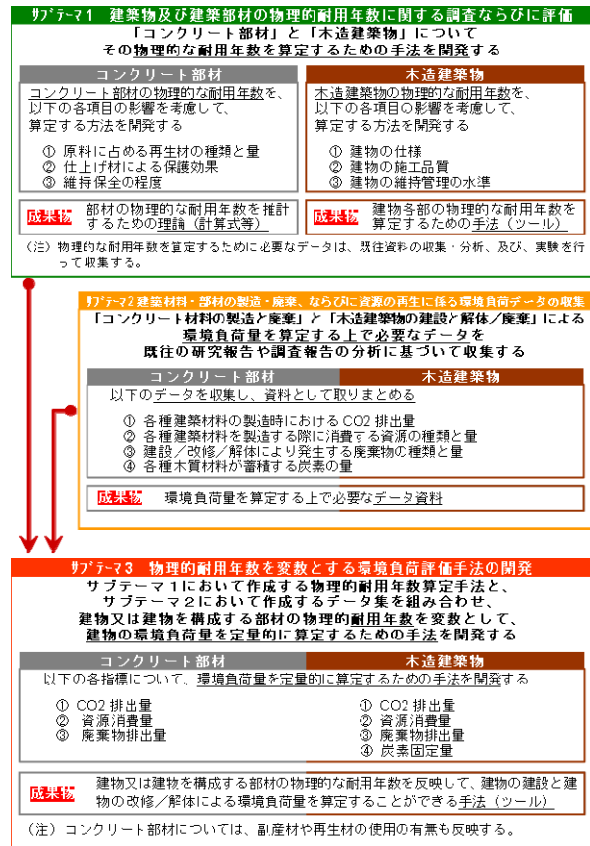 ｻﾌﾞﾃｰﾏ1　建築物及び建築部材の物理的耐用年数に関する調査ならびに評価
「コンクリート部材」と「木造建築物」について
その物理的な耐用年数を算定するための手法を開発する
コンクリート部材
コンクリート部材の物理的な耐用年数を、
以下の各項目の影響を考慮して、
算定する方法を開発する
① 原料に占める再生材の種類と量
② 仕上げ材による保護効果
③ 維持保全の程度
成果物　部材の物理的な耐用年数を推計
するための理論（計算式等）
木造建築物
木造建築物の物理的な耐用年数を、
以下の各項目の影響を考慮して、
算定する方法を開発する
① 建物の仕様
② 建物の施工品質
③ 建物の維持管理の水準
成果物　建物各部の物理的な耐用年数を
算定するための手法（ツール）
（注）物理的な耐用年数を算定するために必要なデータは、既往資料の収集・分析、及び、実験を行
って収集する。
ｻﾌﾞﾃｰﾏ2 建築材料・部材の製造・廃棄、ならびに資源の再生に係る環境負荷データの収集
「コンクリート材料の製造と廃棄」と「木造建築物の建設と解体／廃棄」による
環境負荷量を算定する上で必要なデータを
既往の研究報告や調査報告の分析に基づいて収集する
コンクリート部材　木造建築物
以下のデータを収集し、資料として取りまとめる
① 各種建築材料の製造時における CO2 排出量
② 各種建築材料を製造する際に消費する資源の種類と量
③ 建設／改修／解体により発生する廃棄物の種類と量
④ 各種木質材料が蓄積する炭素の量
成果物　環境負荷量を算定する上で必要なデータ資料
ｻﾌﾞﾃｰﾏ3　物理的耐用年数を変数とする環境負荷評価手法の開発
サブテーマ１において作成する物理的耐用年数算定手法と、
サブテーマ２において作成するデータ集を組み合わせ、
建物又は建物を構成する部材の物理的耐用年数を変数として、
建物の環境負荷量を定量的に算定するための手法を開発する
コンクリート部材　木造建築物
以下の各指標について、環境負荷量を定量的に算定するための手法を開発する
① CO2 排出量
② 資源消費量
③ 廃棄物排出量
① CO2 排出量
② 資源消費量
③ 廃棄物排出量
④ 炭素固定量
成果物　建物又は建物を構成する部材の物理的な耐用年数を反映して、建物の建設と建
物の改修／解体による環境負荷量を算定することができる手法（ツール）
（注）コンクリート部材については、副産材や再生材の使用の有無も反映する。